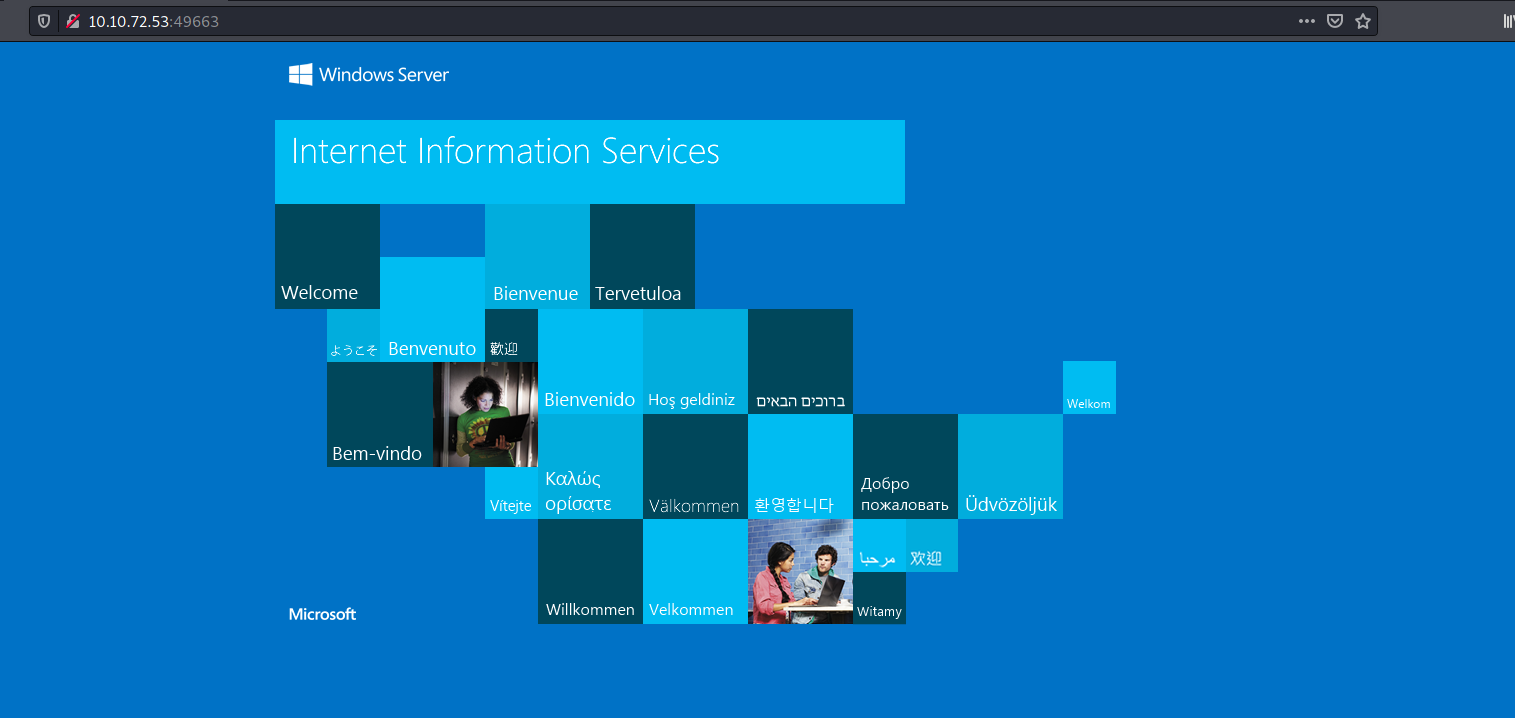 10.10.72.53:49663
Windows Server
Internet Information Services
Welcome
Bienvenue
Tervetuloa
ようこそ
Benvenuto
歡迎
Bienvenido
Hoş geldiniz
ברוכים הבאים
Welkom
Bem-vindo
Vítejte
Καλώς
ορίσατε
Välkommen
환영합니다
Добро
пожаловать
Üdvözöljük
Willkommen
Velkommen
مرحبا
欢迎
Witamy
Microsoft